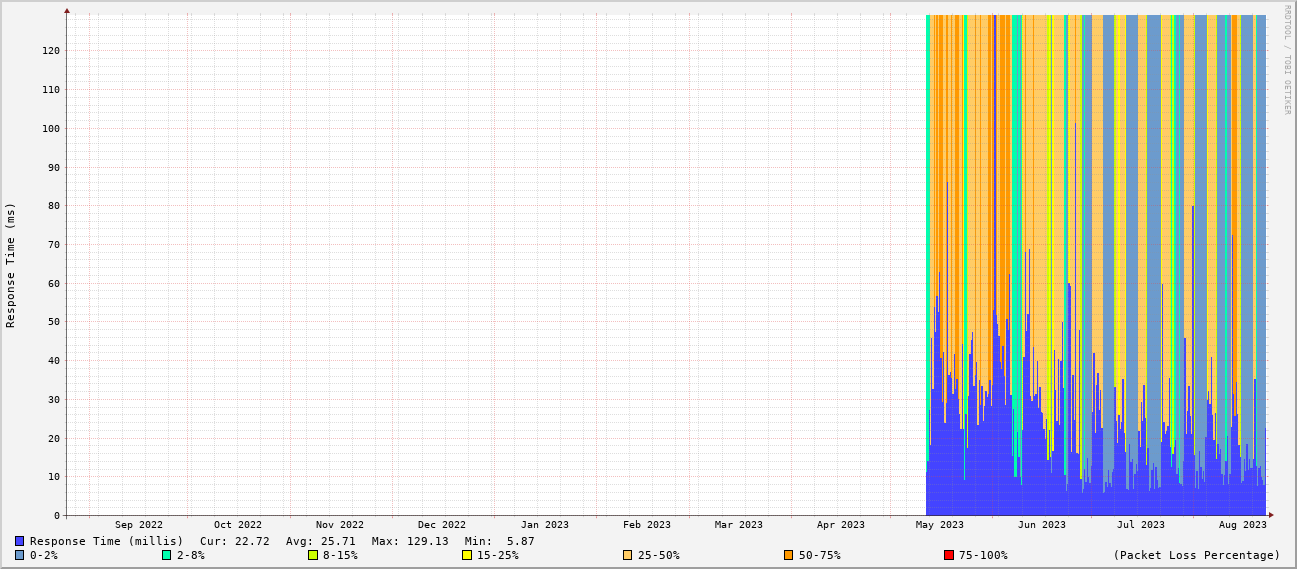 RRDTOOL / TOBI OETIKER
Response Time (ms)
120
110
100
90
80
70
60
50
40
30
20
10
0
Sep 2022 Oct 2022 Nov 2022 Dec 2022 Jan 2023 Feb 2023 Mar 2023 Apr 2023 May 2023 Jun 2023 Jul 2023 Aug 2023
Response Time (millis) Cur: 22.72 Avg: 25.71 Max: 129.13 Min: 5.87
0-2% 2-8% 8-15% 15-25% 25-50% 50-75% 75-100% (Packet Loss Percentage)